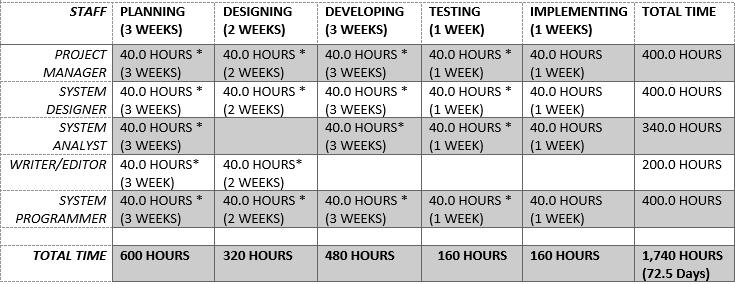 STAFF PLANNING (3 WEEKS) DESIGNING (2 WEEKS) DEVELOPING (3 WEEKS) TESTING (1 WEEK) IMPLEMENTING (1 WEEKS) TOTAL TIME
PROJECT MANAGER 40.0 HOURS * (3 WEEKS) 40.0 HOURS * (2 WEEKS) 40.0 HOURS * (3 WEEKS) 40.0 HOURS * (1 WEEK) 40.0 HOURS (1 WEEK) 400.0 HOURS
SYSTEM DESIGNER 40.0 HOURS * (3 WEEKS) 40.0 HOURS * (2 WEEKS) 40.0 HOURS * (3 WEEKS) 40.0 HOURS * (1 WEEK) 40.0 HOURS (1 WEEK) 400.0 HOURS
SYSTEM ANALYST 40.0 HOURS * (3 WEEKS) 40.0 HOURS* (3 WEEKS) 40.0 HOURS * (1 WEEK) 40.0 HOURS (1 WEEK) 340.0 HOURS
WRITER/EDITOR 40.0 HOURS* (3 WEEK) 40.0 HOURS* (2 WEEKS) 200.0 HOURS
SYSTEM PROGRAMMER 40.0 HOURS * (3 WEEKS) 40.0 HOURS * (2 WEEKS) 40.0 HOURS * (3 WEEKS) 40.0 HOURS * (1 WEEK) 40.0 HOURS (1 WEEK) 400.0 HOURS
TOTAL TIME 600 HOURS 320 HOURS 480 HOURS 160 HOURS 160 HOURS 1,740 HOURS (72.5 Days)